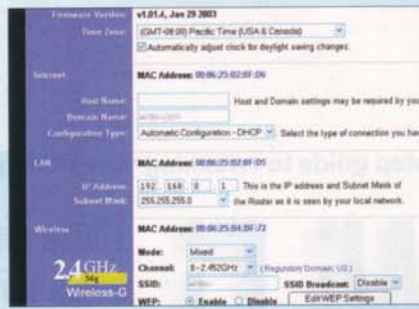 Firmware Version: v1.01.4, Jan 29 2003
Time Zone: (GMT-08:00) Pacific Time (USA & Canada)
Automatically adjust clock for daylight saving changes.
Internet MAC Address: 00:06:25:02:8F:D6
Host Name: Host and Domain settings may be required by you
Domain Name:
Configuration Type: Automatic Configuration - DHCP Select the type of connection you hav
LAN MAC Address: 00:06:25:02:8F:D5
IP Address: 192 168 0 1 This is the IP address and Subnet Mask of
Subnet Mask: 255.255.255.0 the Router as it is seen by your local network.
Wireless MAC Address: 00:06:25:04:8F:73
Mode: Mixed
Channel: 8 - 2.452GHz (Regulatory Domain: US)
SSID: SSID Broadcast: Disable
WEP: Enable Disable Edit WEP Settings
2.4GHz
54g
Wireless-G